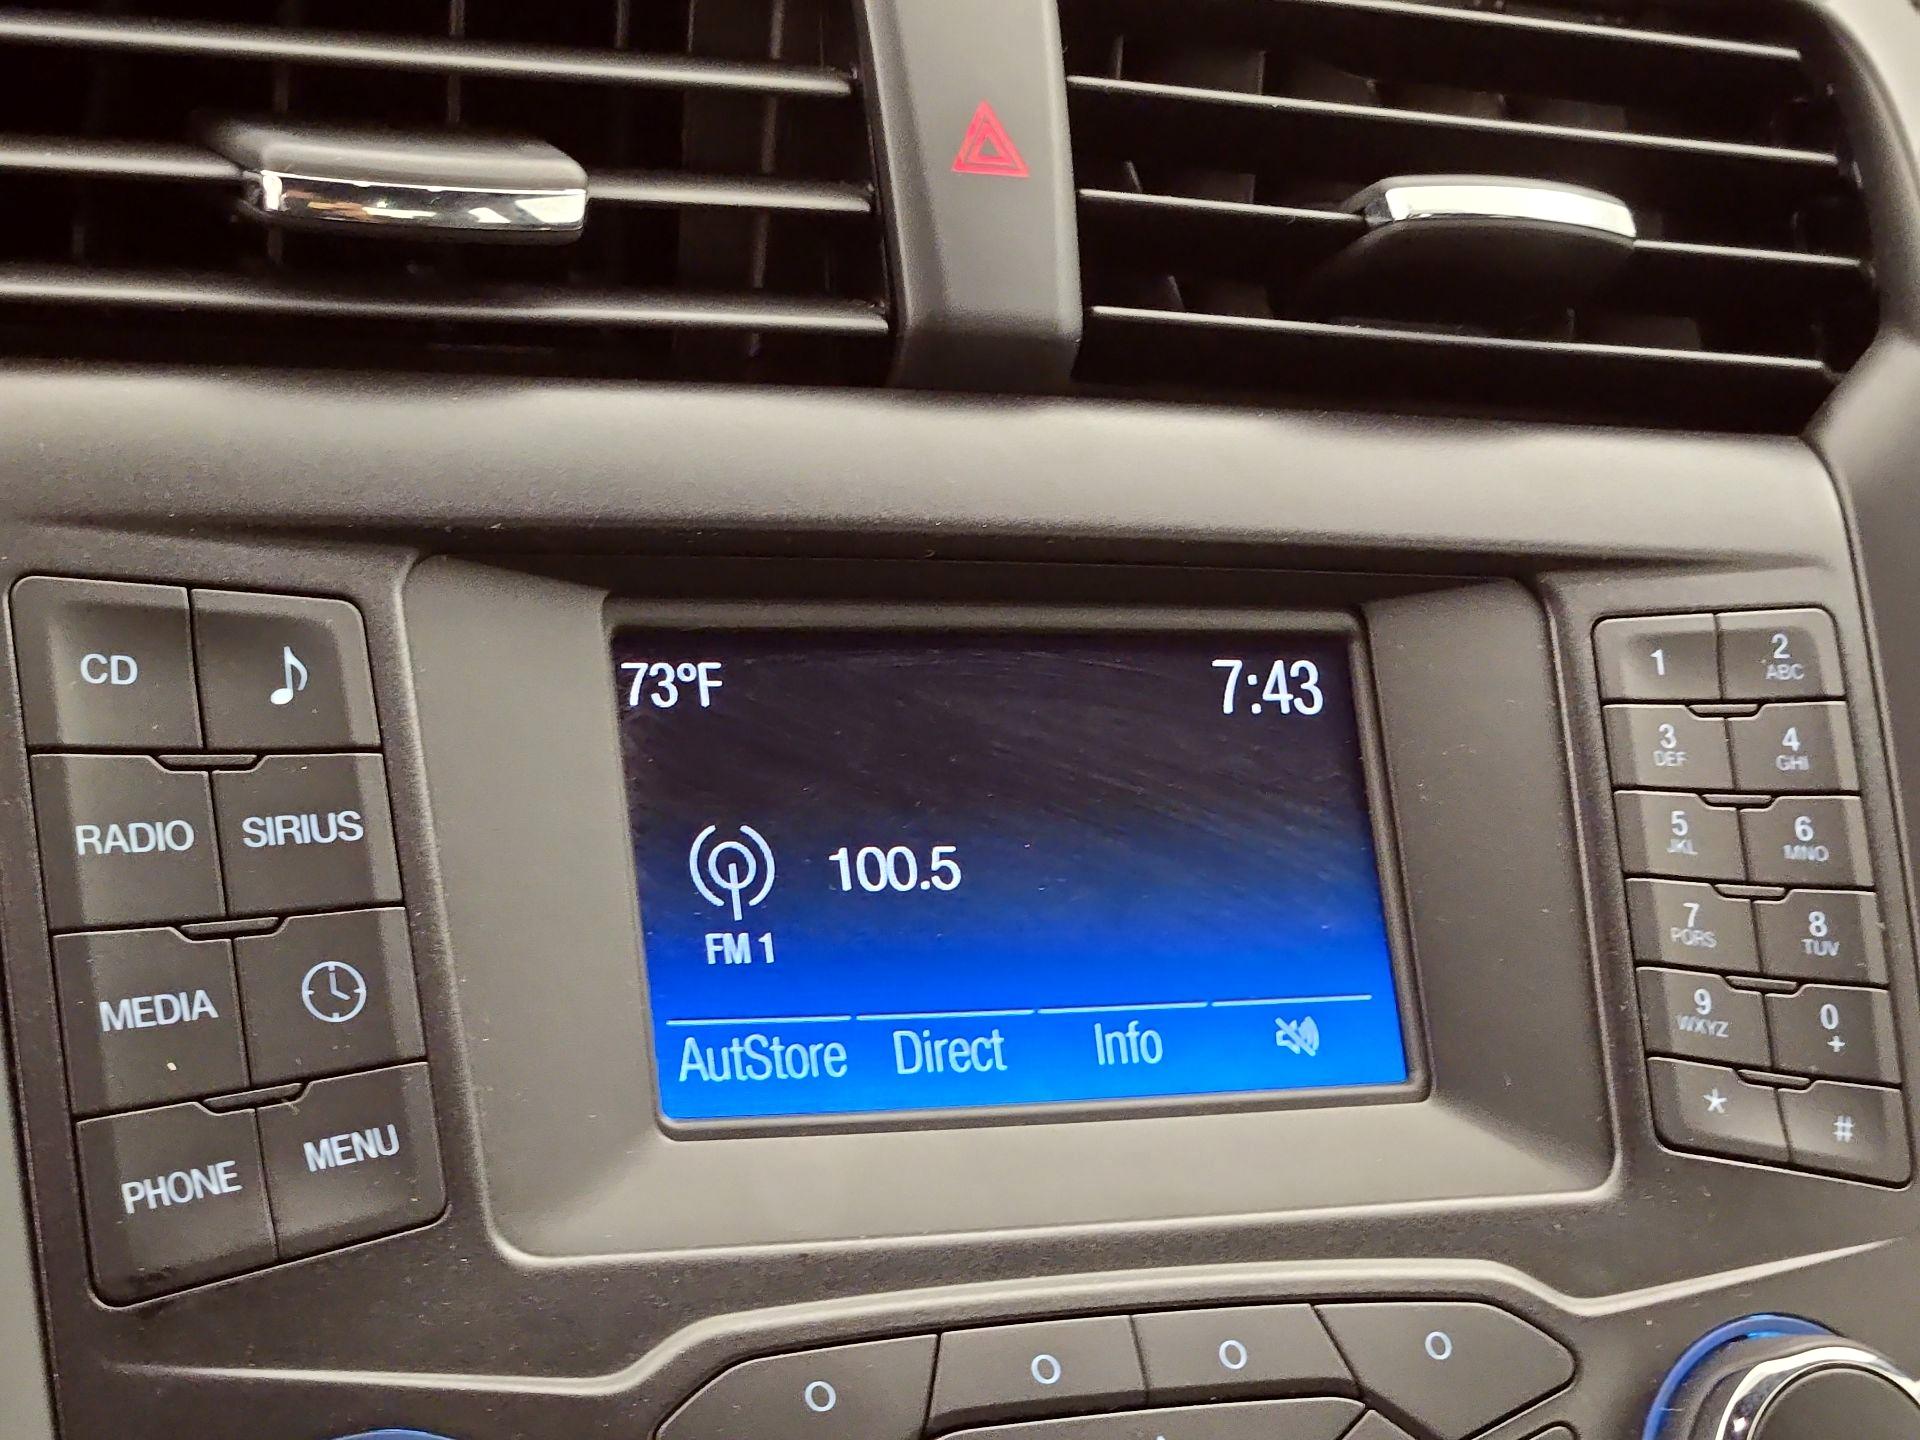 CD
RADIO SIRIUS
MEDIA
PHONE MENU
73°F 7:43
100.5
FM 1
AutStore Direct Info
1 2
ABC
3 4
DEF GHI
5 6
JKL MNO
7 8
PQRS TUV
9 0
WXYZ +
* #